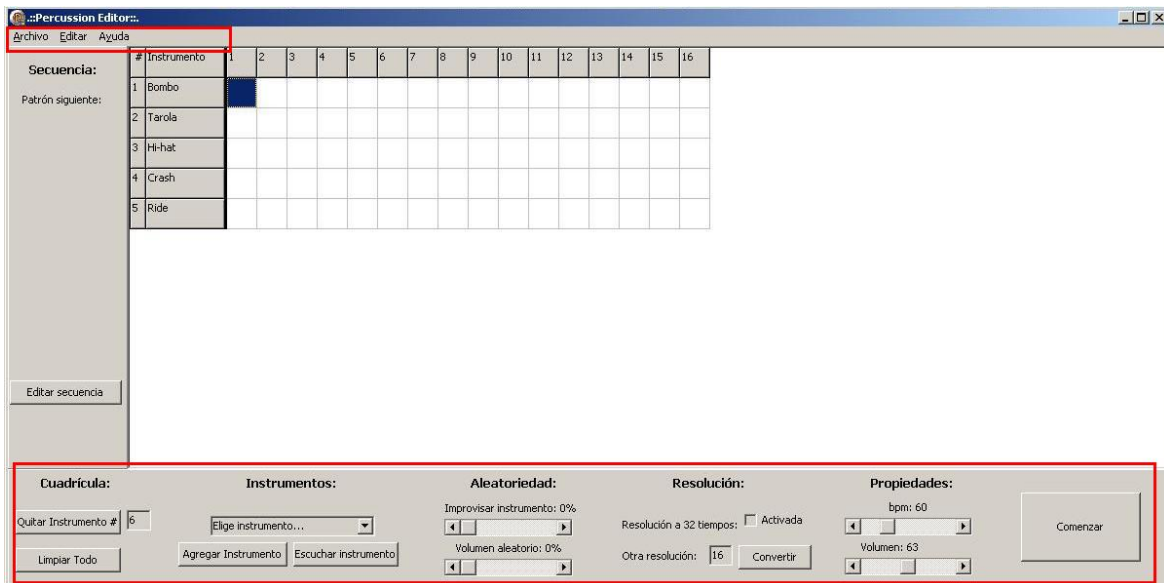 .::Percussion Editor::.
Archivo Editar Ayuda
Secuencia:
Patrón siguiente:
# Instrumento 1 2 3 4 5 6 7 8 9 10 11 12 13 14 15 16
1 Bombo
2 Tarola
3 Hi-hat
4 Crash
5 Ride
Editar secuencia
Cuadrícula:
Quitar Instrumento # 6
Limpiar Todo
Instrumentos:
Elige instrumento...
Agregar Instrumento Escuchar instrumento
Aleatoriedad:
Improvisar instrumento: 0%
Volumen aleatorio: 0%
Resolución:
Resolución a 32 tiempos: Activada
Otra resolución: 16 Convertir
Propiedades:
bpm: 60
Volumen: 63
Comenzar